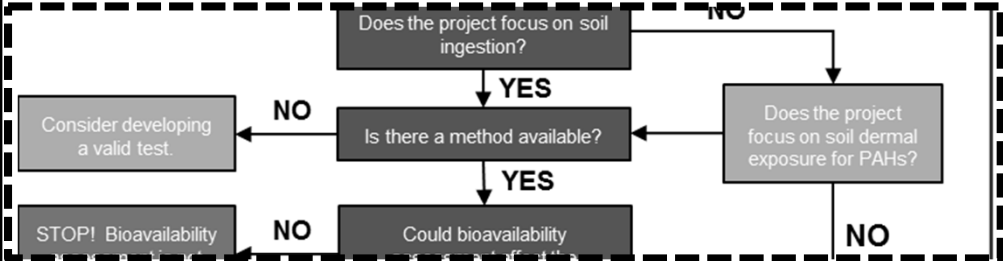 NO
Does the project focus on soil
ingestion?
YES
NO
Consider developing
a valid test.
Is there a method available?
Does the project
focus on soil dermal
exposure for PAHs?
YES
STOP! Bioavailability
NO
Could bioavailability
NO